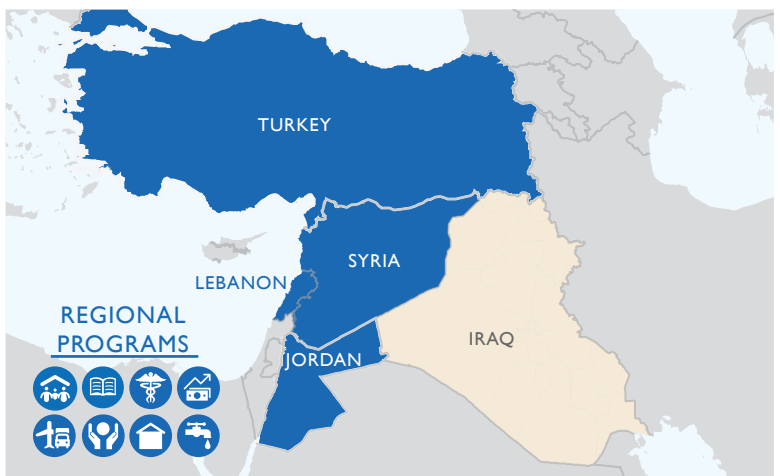 TURKEY
SYRIA
LEBANON
REGIONAL
PROGRAMS
IRAQ
JORDAN